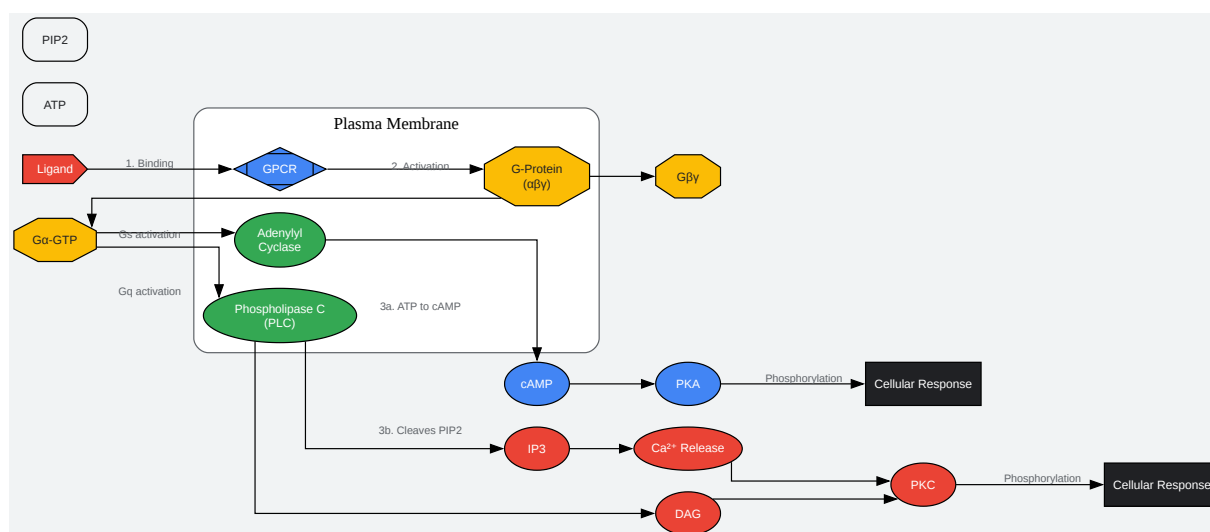 PIP2
ATP
Plasma Membrane
Ligand
1. Binding
GPCR
2. Activation
G-Protein
(αβγ)
Gβγ
Gα-GTP
Gs activation
Adenylyl
Cyclase
Gq activation
Phospholipase C
(PLC)
3a. ATP to cAMP
cAMP
PKA
Phosphorylation
Cellular Response
3b. Cleaves PIP2
IP3
Ca²⁺ Release
PKC
Phosphorylation
Cellular Response
DAG